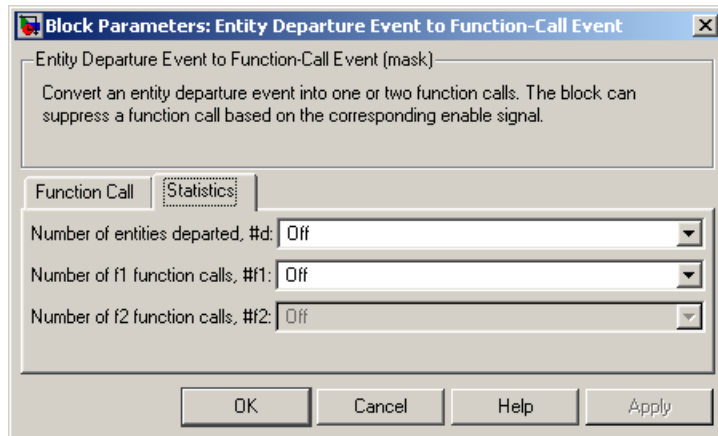 Block Parameters: Entity Departure Event to Function-Call Event
Entity Departure Event to Function-Call Event (mask)
Convert an entity departure event into one or two function calls. The block can
suppress a function call based on the corresponding enable signal.
Function Call Statistics
Number of entities departed, #d: Off
Number of f1 function calls, #f1: Off
Number of f2 function calls, #f2: Off
OK Cancel Help Apply